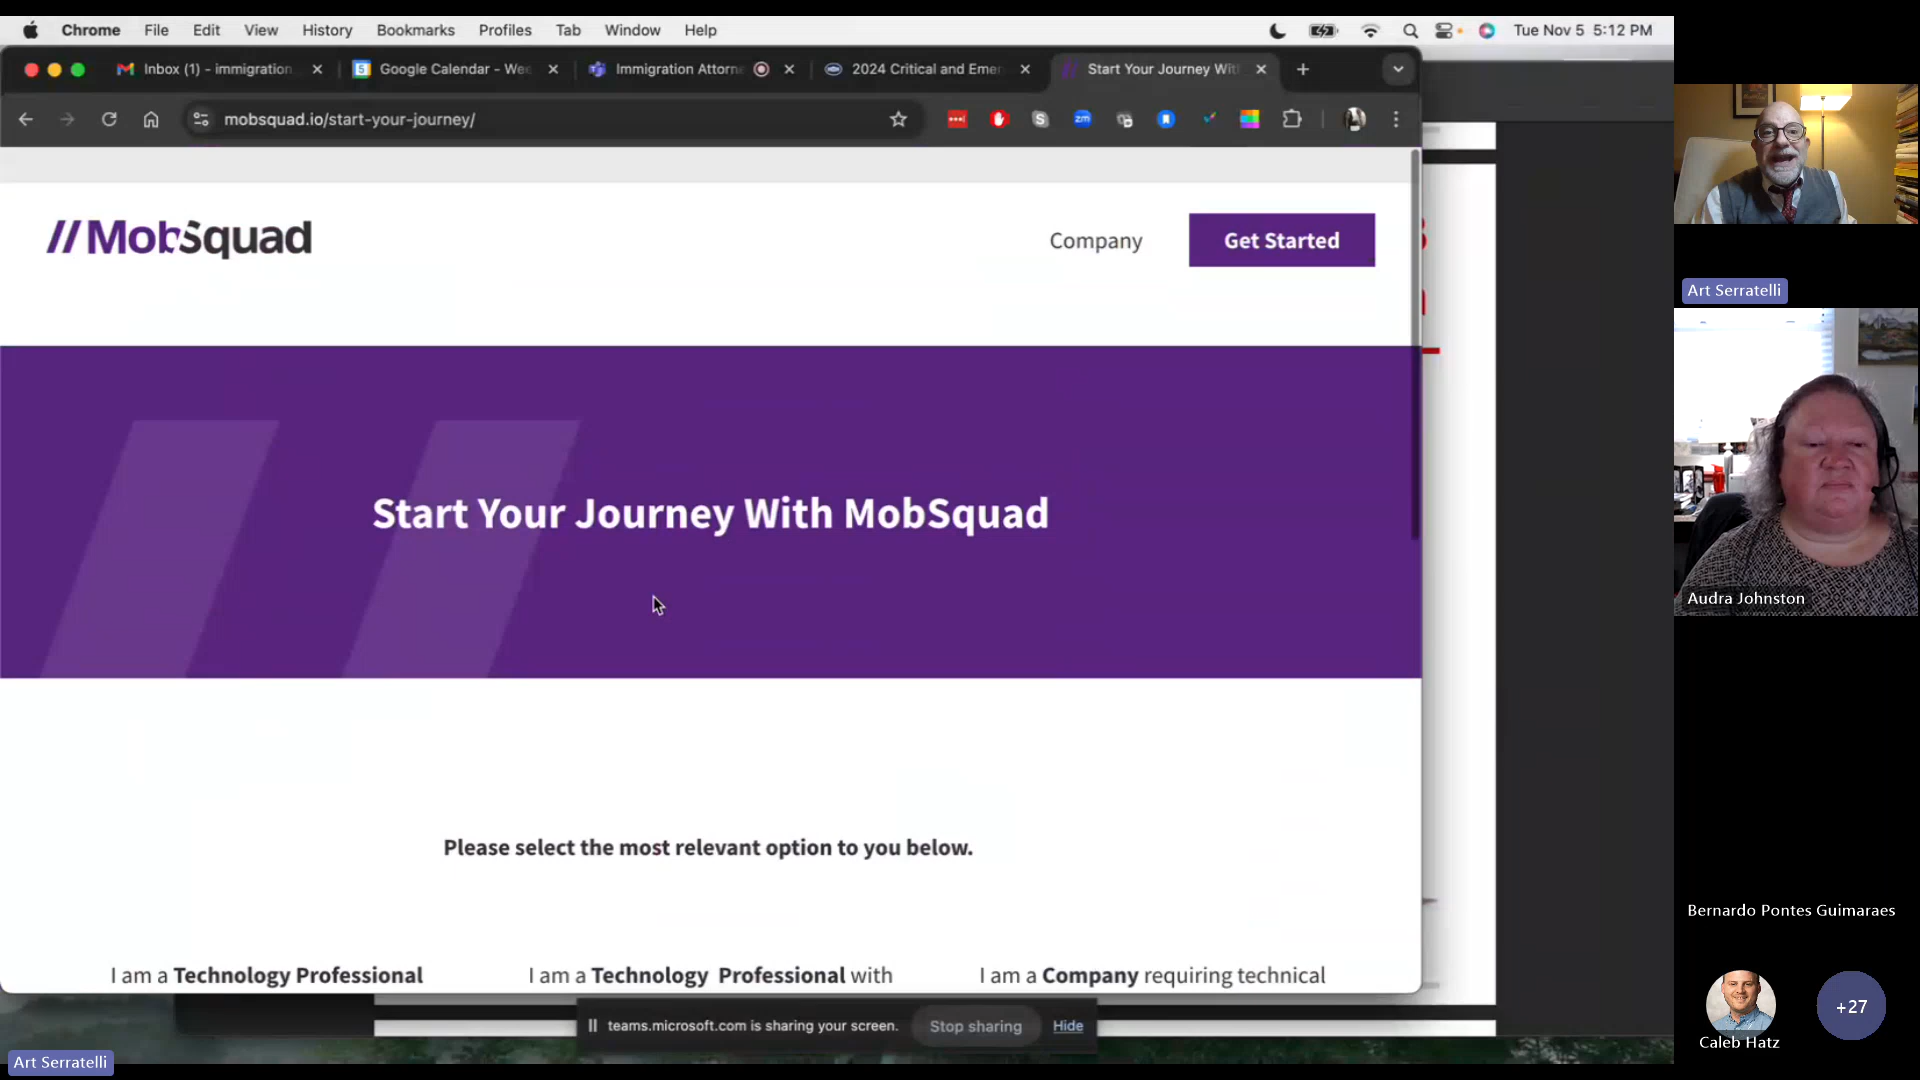 Chrome File Edit View History Bookmarks Profiles Tab Window Help
Tue Nov 5 5:12 PM
Inbox (1) - immigration
Google Calendar - Wee
Immigration Attorn
2024 Critical and Emer
Start Your Journey Wit
mobsquad.io/start-your-journey/
zm
//MobSquad
Company
Get Started
Start Your Journey With MobSquad
Please select the most relevant option to you below.
I am a Technology Professional
I am a Technology Professional with
I am a Company requiring technical
teams.microsoft.com is sharing your screen.
Stop sharing
Hide
Art Serratelli
Art Serratelli
Audra Johnston
Bernardo Pontes Guimaraes
Caleb Hatz
+27